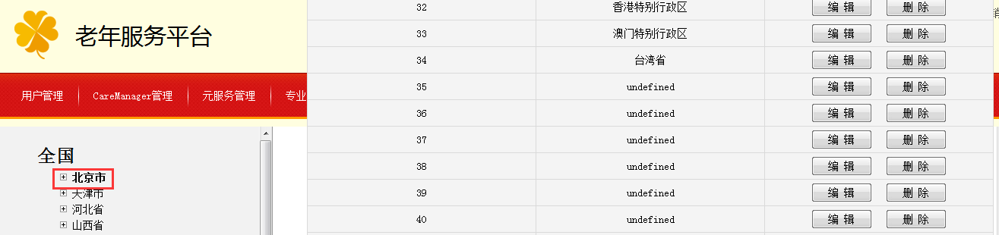 老年服务平台
用户管理 CareManager管理 元服务管理 专业
全国
北京市
天津市
河北省
山西省
32 香港特别行政区 编 辑 删 除
33 澳门特别行政区 编 辑 删 除
34 台湾省 编 辑 删 除
35 undefined 编 辑 删 除
36 undefined 编 辑 删 除
37 undefined 编 辑 删 除
38 undefined 编 辑 删 除
39 undefined 编 辑 删 除
40 undefined 编 辑 删 除